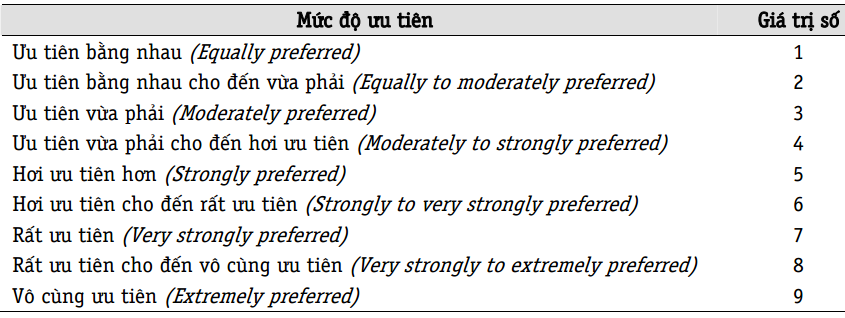 Mức độ ưu tiên Giá trị số
Ưu tiên bằng nhau (Equally preferred) 1
Ưu tiên bằng nhau cho đến vừa phải (Equally to moderately preferred) 2
Ưu tiên vừa phải (Moderately preferred) 3
Ưu tiên vừa phải cho đến hơi ưu tiên (Moderately to strongly preferred) 4
Hơi ưu tiên hơn (Strongly preferred) 5
Hơi ưu tiên cho đến rất ưu tiên (Strongly to very strongly preferred) 6
Rất ưu tiên (Very strongly preferred) 7
Rất ưu tiên cho đến vô cùng ưu tiên (Very strongly to extremely preferred) 8
Vô cùng ưu tiên (Extremely preferred) 9